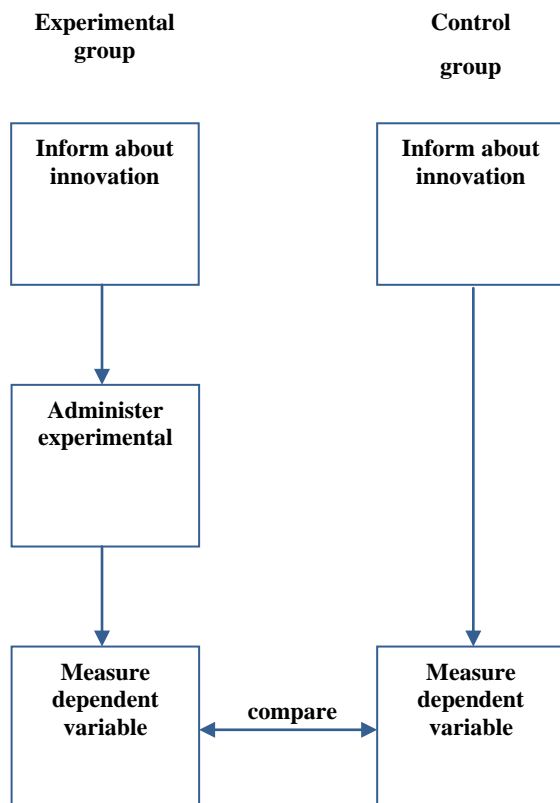 Experimental
group
Control
group
Inform about
innovation
Inform about
innovation
Administer
experimental
Measure
dependent
variable
compare
Measure
dependent
variable